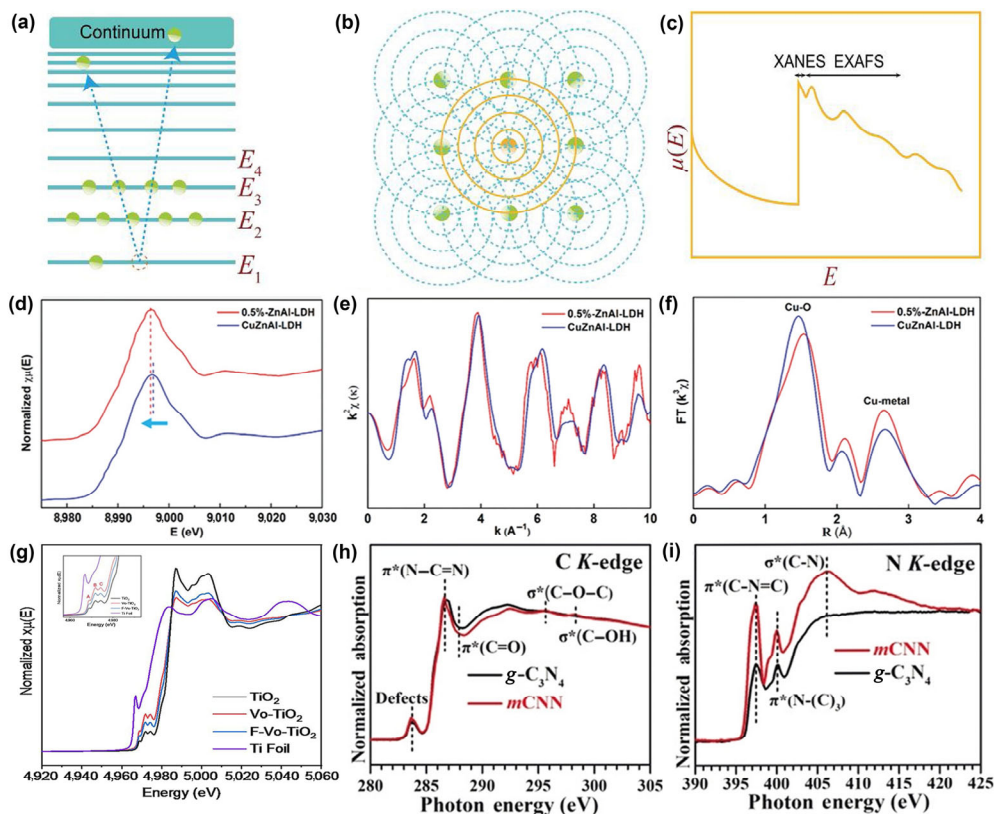 (a)
Continuum
E4
E3
E2
E1
(b)
(c)
XANES EXAFS
μ(E)
E
(d)
0.5%-ZnAl-LDH
CuZnAl-LDH
Normalized χμ(E)
8,980 8,990 9,000 9,010 9,020 9,030
E (eV)
(e)
0.5%-ZnAl-LDH
CuZnAl-LDH
k²χ (κ)
0 2 4 6 8 10
k (A⁻¹)
(f)
Cu-O
0.5%-ZnAl-LDH
CuZnAl-LDH
Cu-metal
FT (k³χ)
0 1 2 3 4
R (Å)
(g)
Nomalized xμ(E)
Energy (eV)
TiO₂
Vo-TiO₂
F-Vo-TiO₂
Ti Foil
4.920 4.940 4.960 4.980 5.000 5.020 5.040 5.060
Energy (eV)
(h)
C K-edge
π*(N–C=N)
σ*(C–O–C)
π*(C=O)
σ*(C–OH)
Defects
g-C₃N₄
mCNN
Normalized absorption
280 285 290 295 300 305
Photon energy (eV)
(i)
N K-edge
σ*(C–N)
π*(C–N=C)
mCNN
g-C₃N₄
π*(N-(C)₃)
Normalized absorption
395 400 405 410 415 420 425
Photon energy (eV)